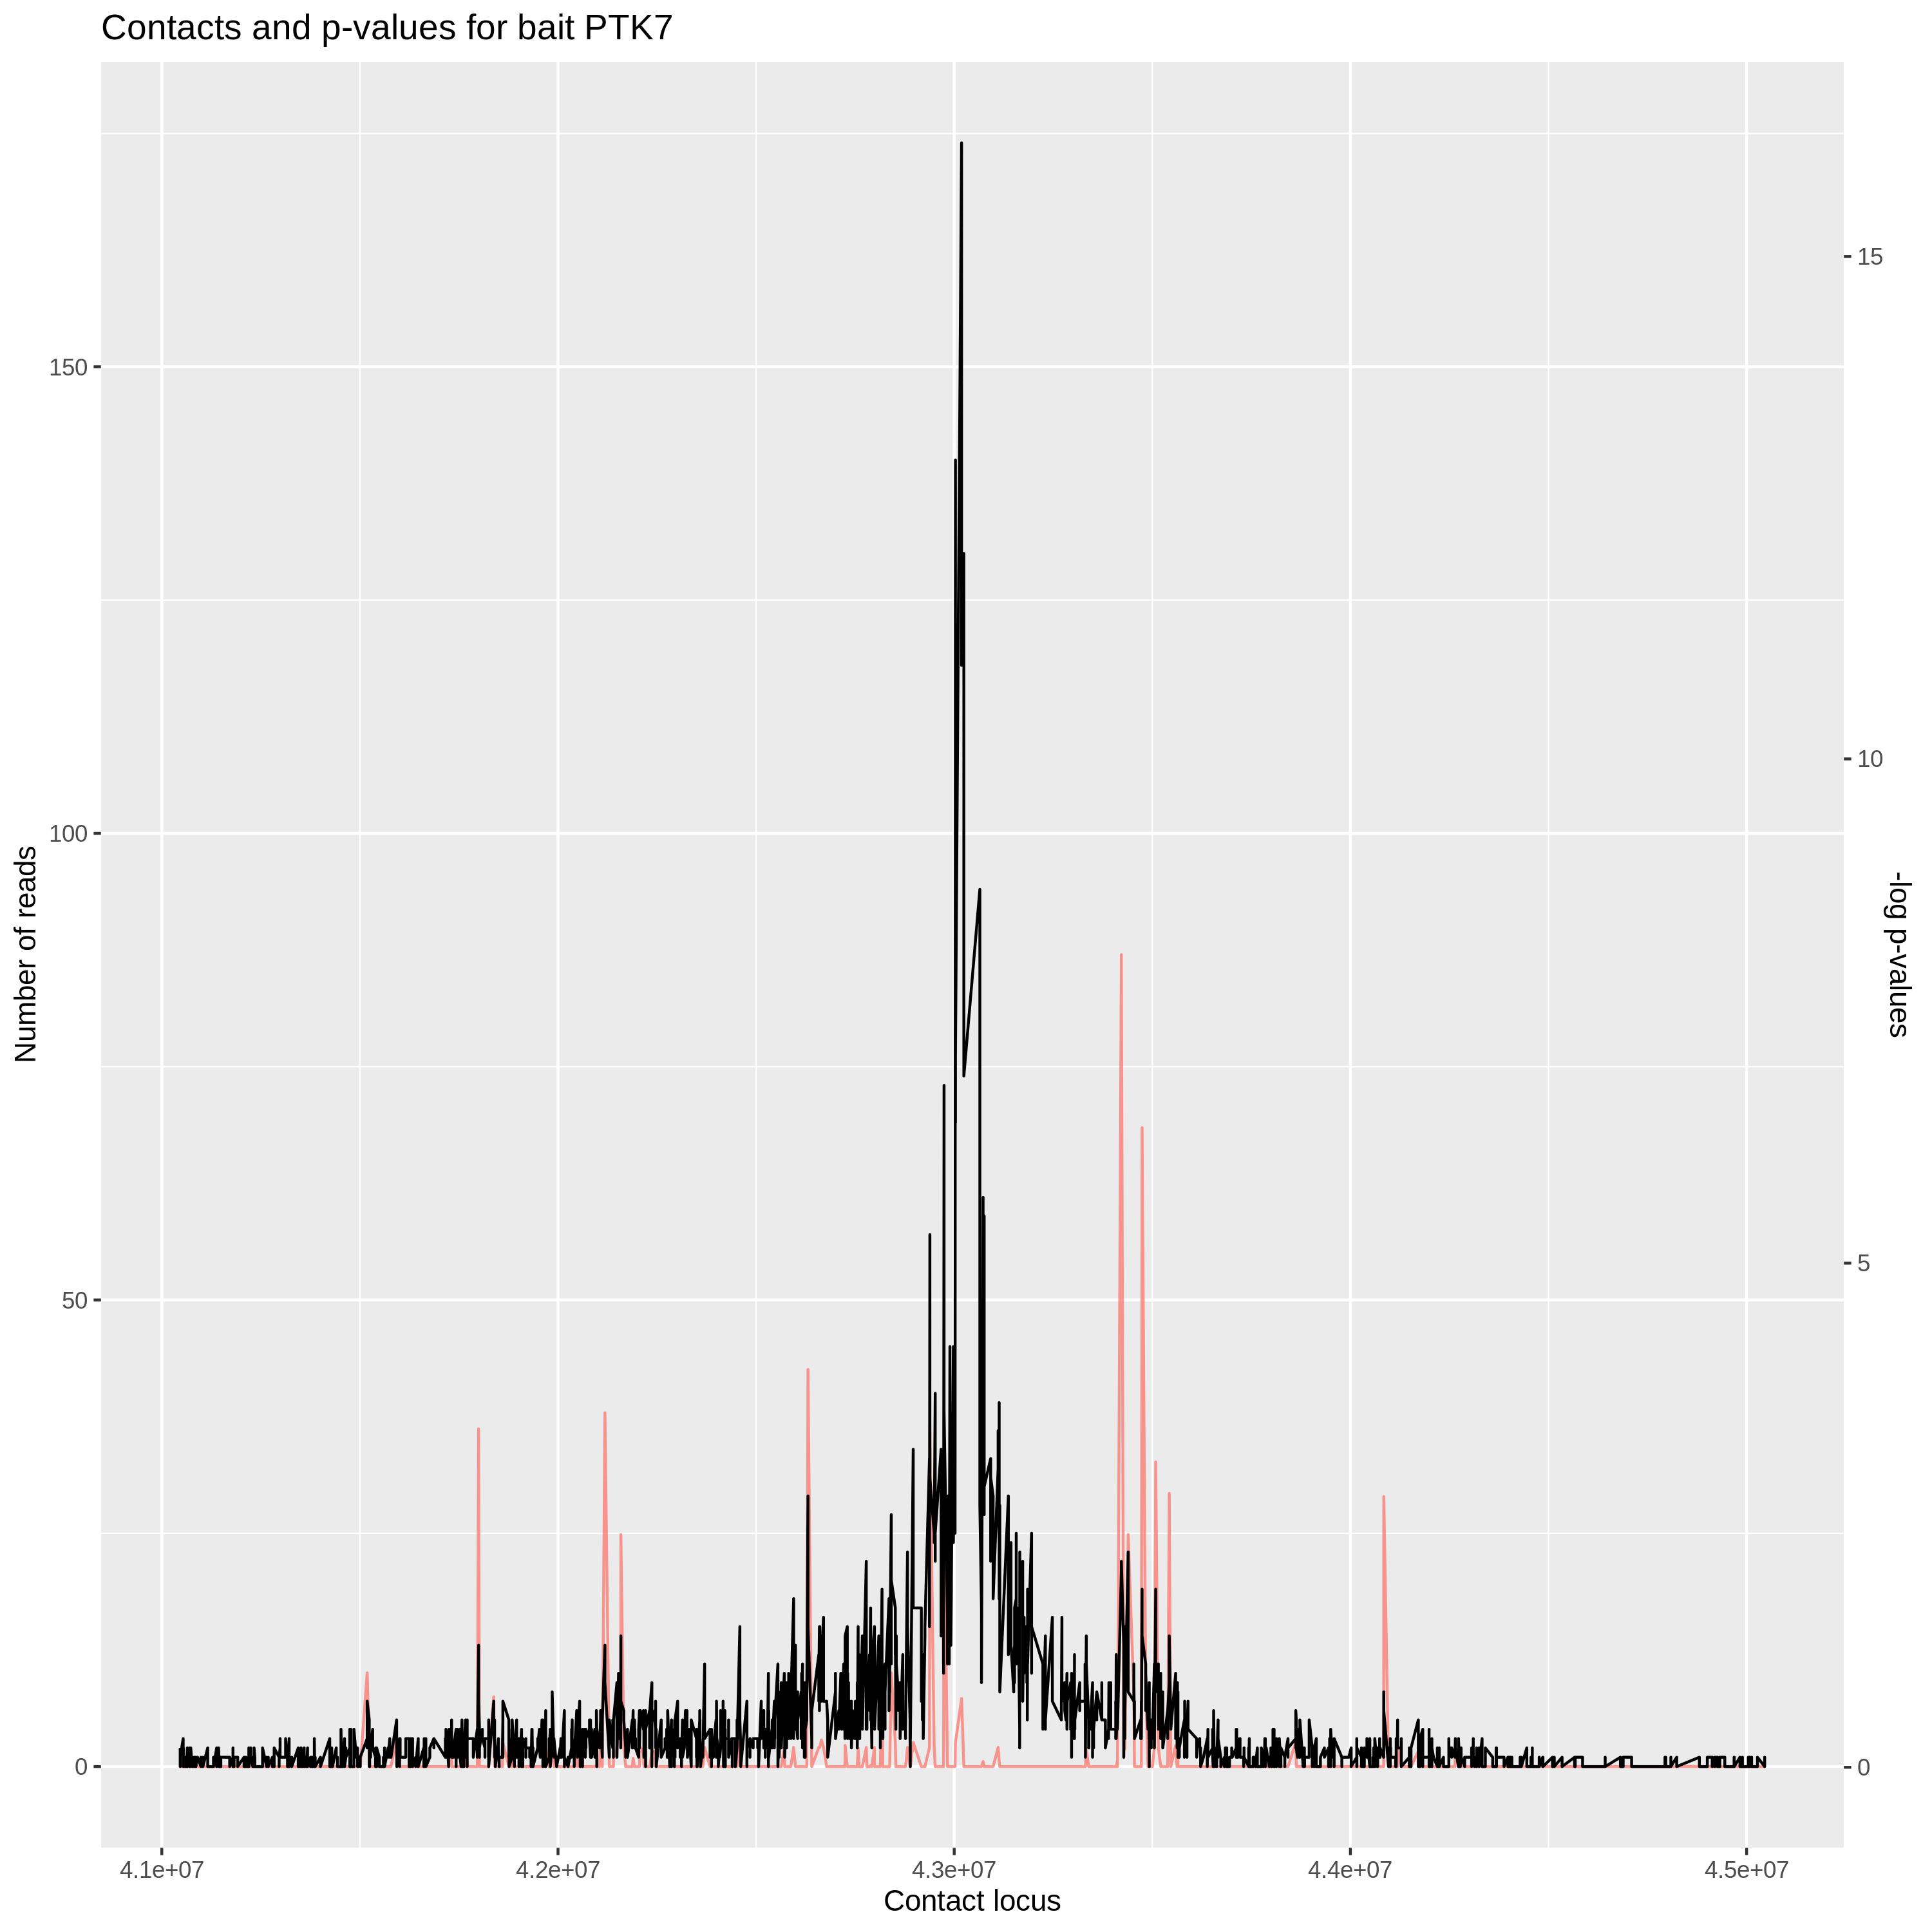 Contacts and p-values for bait PTK7
150
100
50
0
Number of reads
15
10
5
0
-log p-values
4.1e+07
4.2e+07
4.3e+07
4.4e+07
4.5e+07
Contact locus